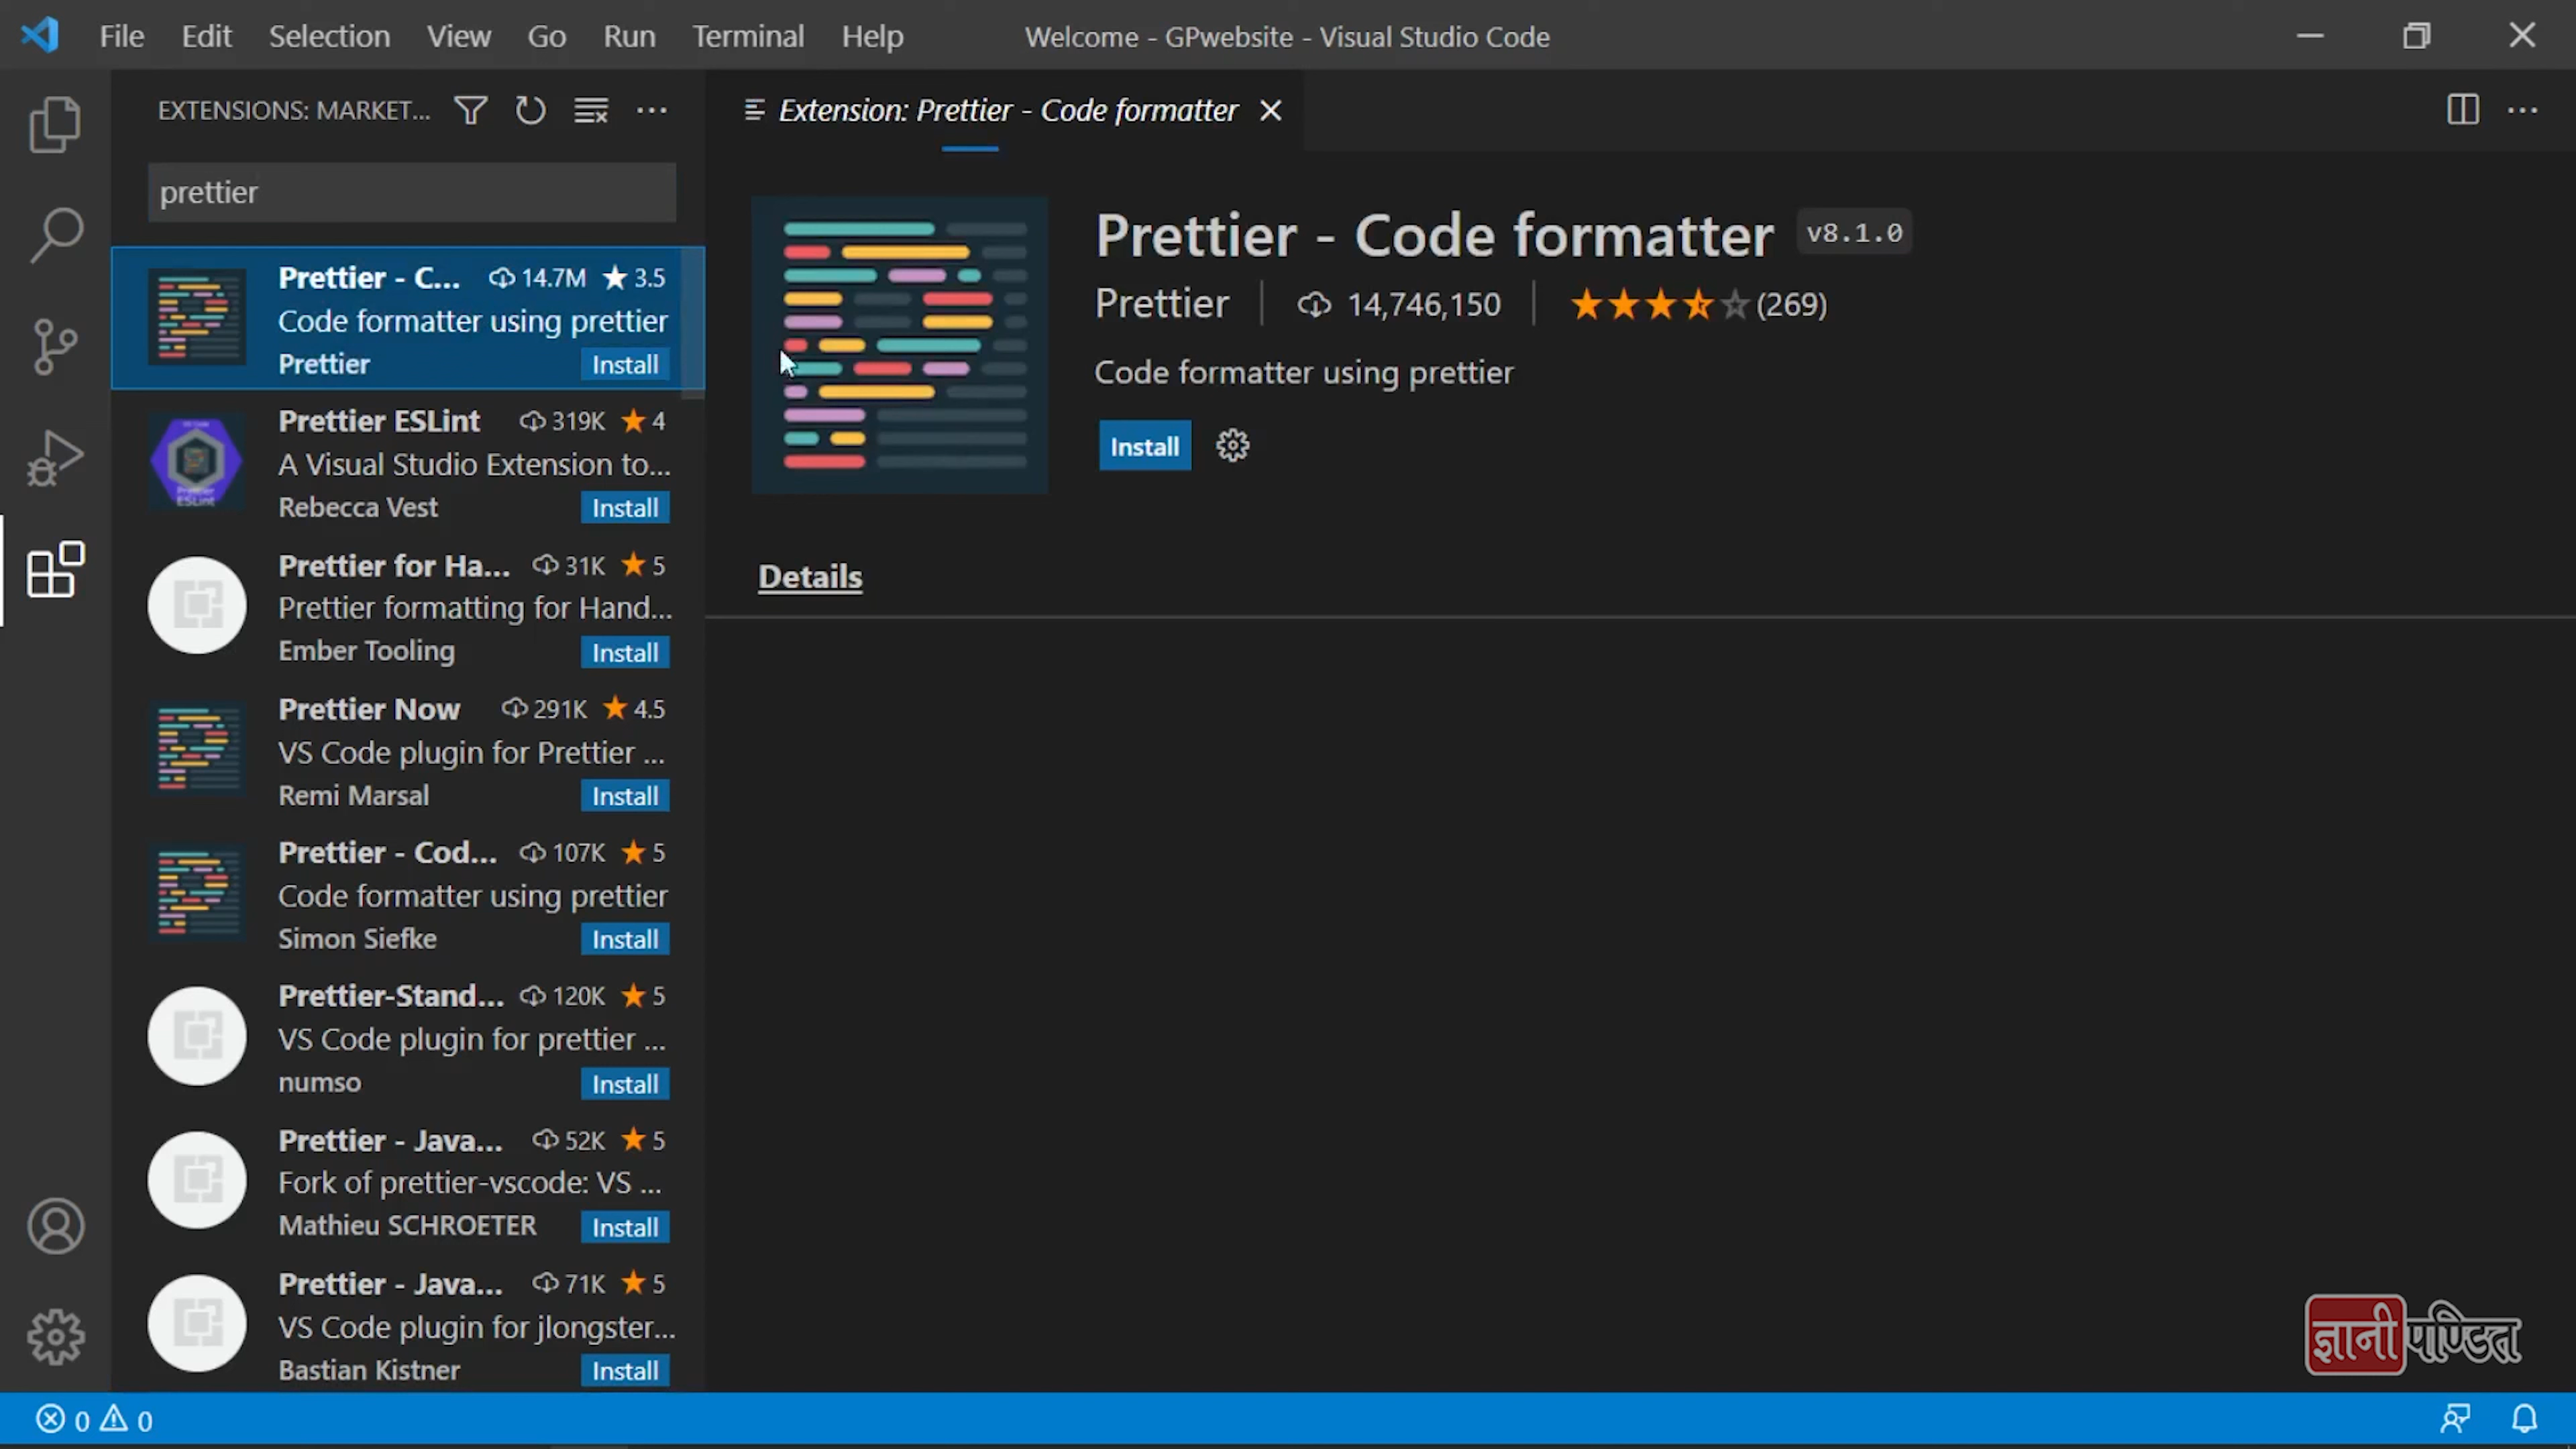 File Edit Selection View Go Run Terminal Help
Welcome - GPwebsite - Visual Studio Code
EXTENSIONS: MARKET...
prettier
Prettier - C... 14.7M ★ 3.5
Code formatter using prettier
Prettier Install
Prettier ESLint 319K ★ 4
A Visual Studio Extension to...
Rebecca Vest Install
Prettier for Ha... 31K ★ 5
Prettier formatting for Hand...
Ember Tooling Install
Prettier Now 291K ★ 4.5
VS Code plugin for Prettier ...
Remi Marsal Install
Prettier - Cod... 107K ★ 5
Code formatter using prettier
Simon Siefke Install
Prettier-Stand... 120K ★ 5
VS Code plugin for prettier ...
numso Install
Prettier - Java... 52K ★ 5
Fork of prettier-vscode: VS ...
Mathieu SCHROETER Install
Prettier - Java... 71K ★ 5
VS Code plugin for jlongster...
Bastian Kistner Install
Extension: Prettier - Code formatter
Prettier - Code formatter v8.1.0
Prettier | 14,746,150 | (269)
Code formatter using prettier
Install
Details
ज्ञानी पण्डित
0 0